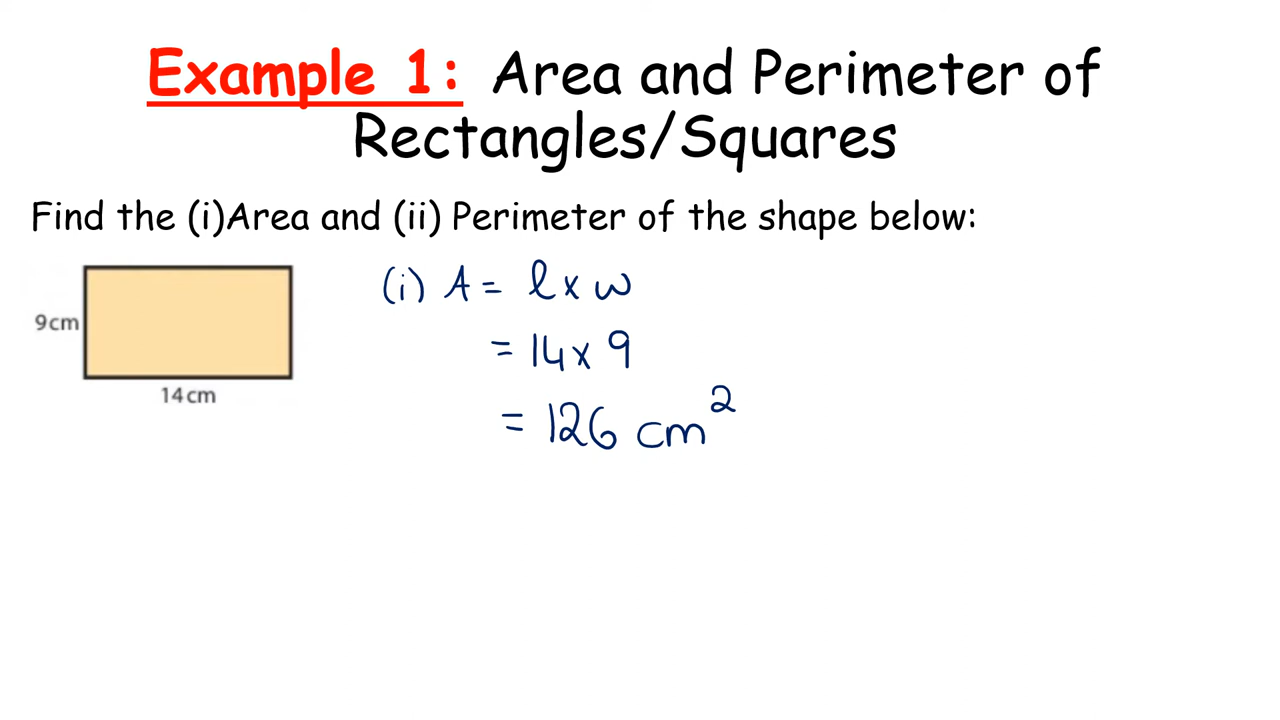 Example 1: Area and Perimeter of
Rectangles/Squares
Find the (i)Area and (ii) Perimeter of the shape below:
(i) A = l x w
9cm
= 14 x 9
14cm
= 126 cm²